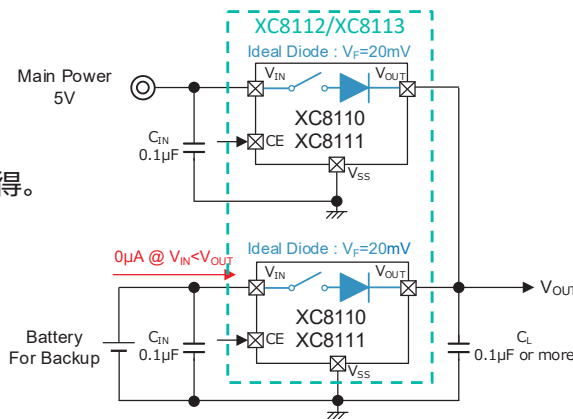 XC8112/XC8113
Ideal Diode : VF=20mV
Main Power
5V
VIN
VOUT
XC8110
XC8111
CE
CIN
0.1µF
VSS
得。
Ideal Diode : VF=20mV
0µA @ VIN<VOUT
VIN
VOUT
XC8110
XC8111
CE
VOUT
Battery
For Backup
CIN
0.1µF
CL
0.1µF or more
VSS